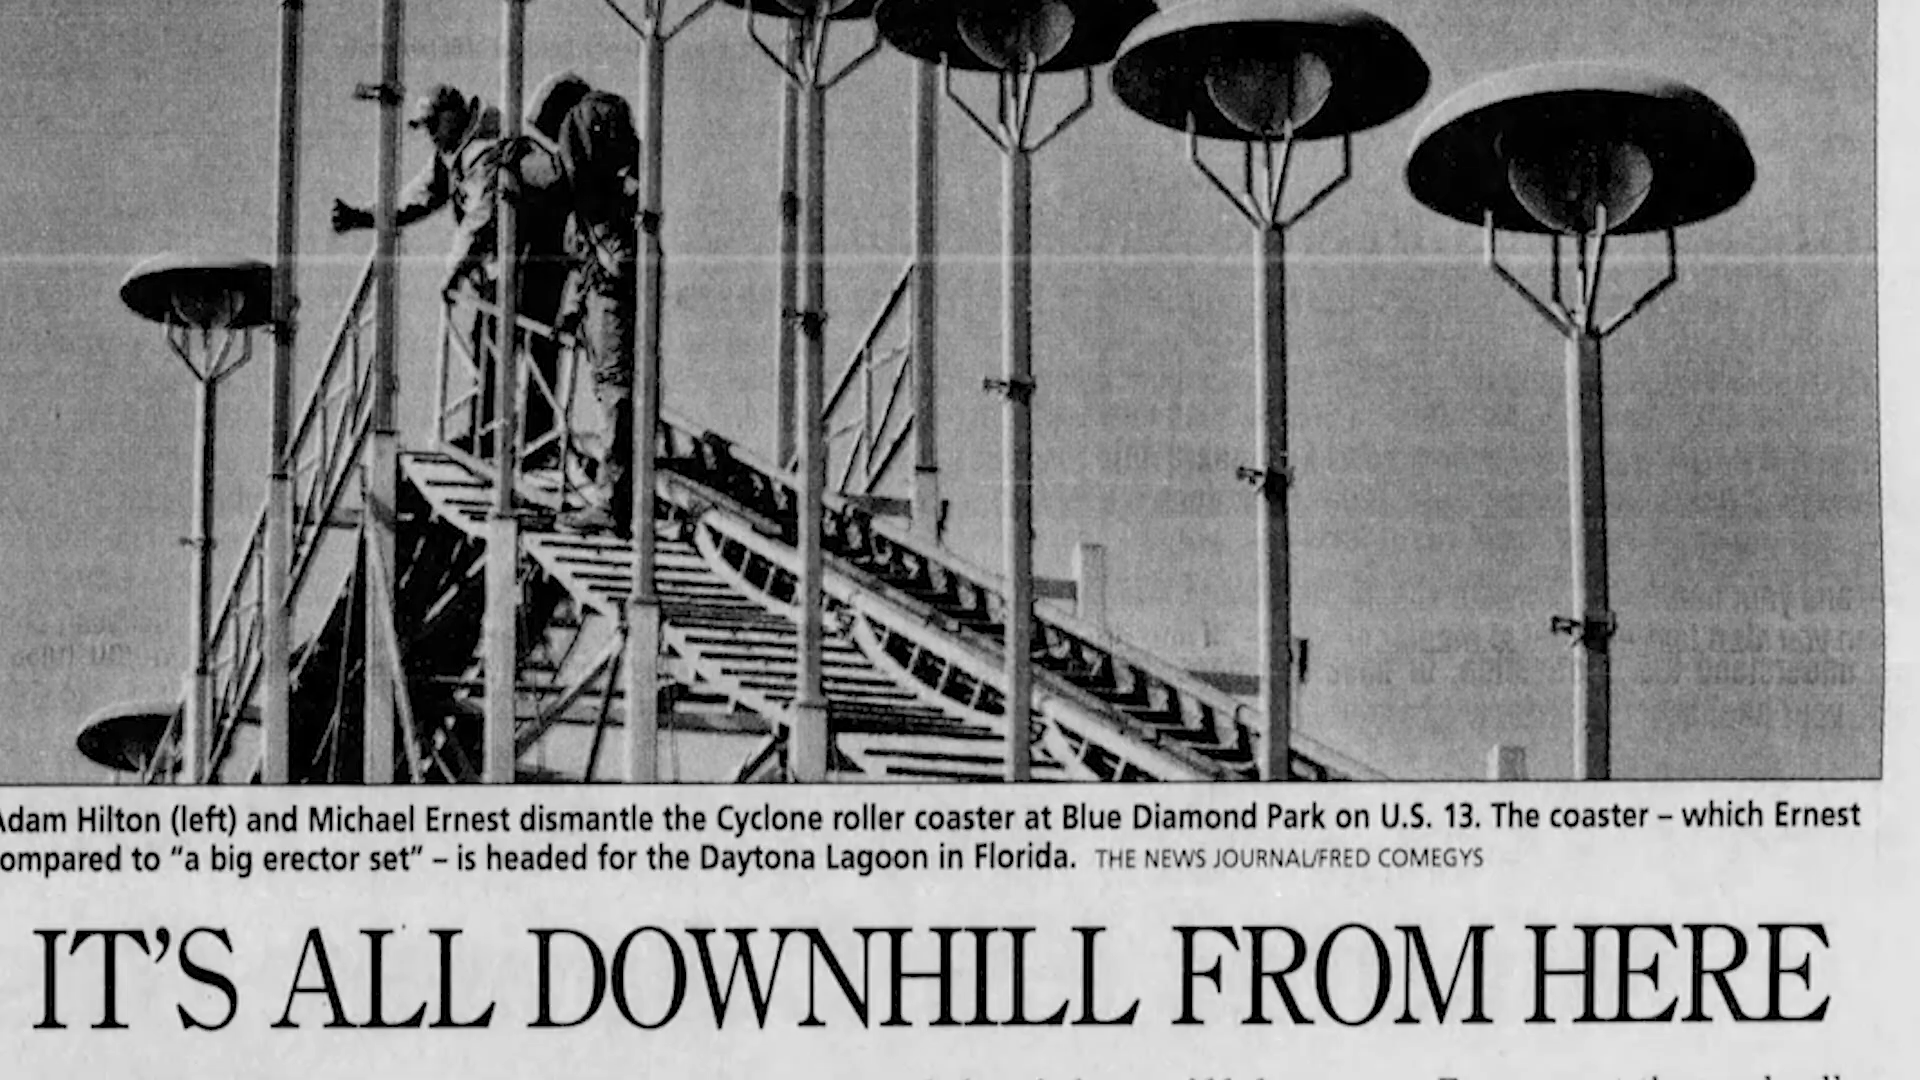 Adam Hilton (left) and Michael Ernest dismantle the Cyclone roller coaster at Blue Diamond Park on U.S. 13. The coaster – which Ernest
ompared to “a big erector set” – is headed for the Daytona Lagoon in Florida. THE NEWS JOURNAL/FRED COMEGYS
IT’S ALL DOWNHILL FROM HERE